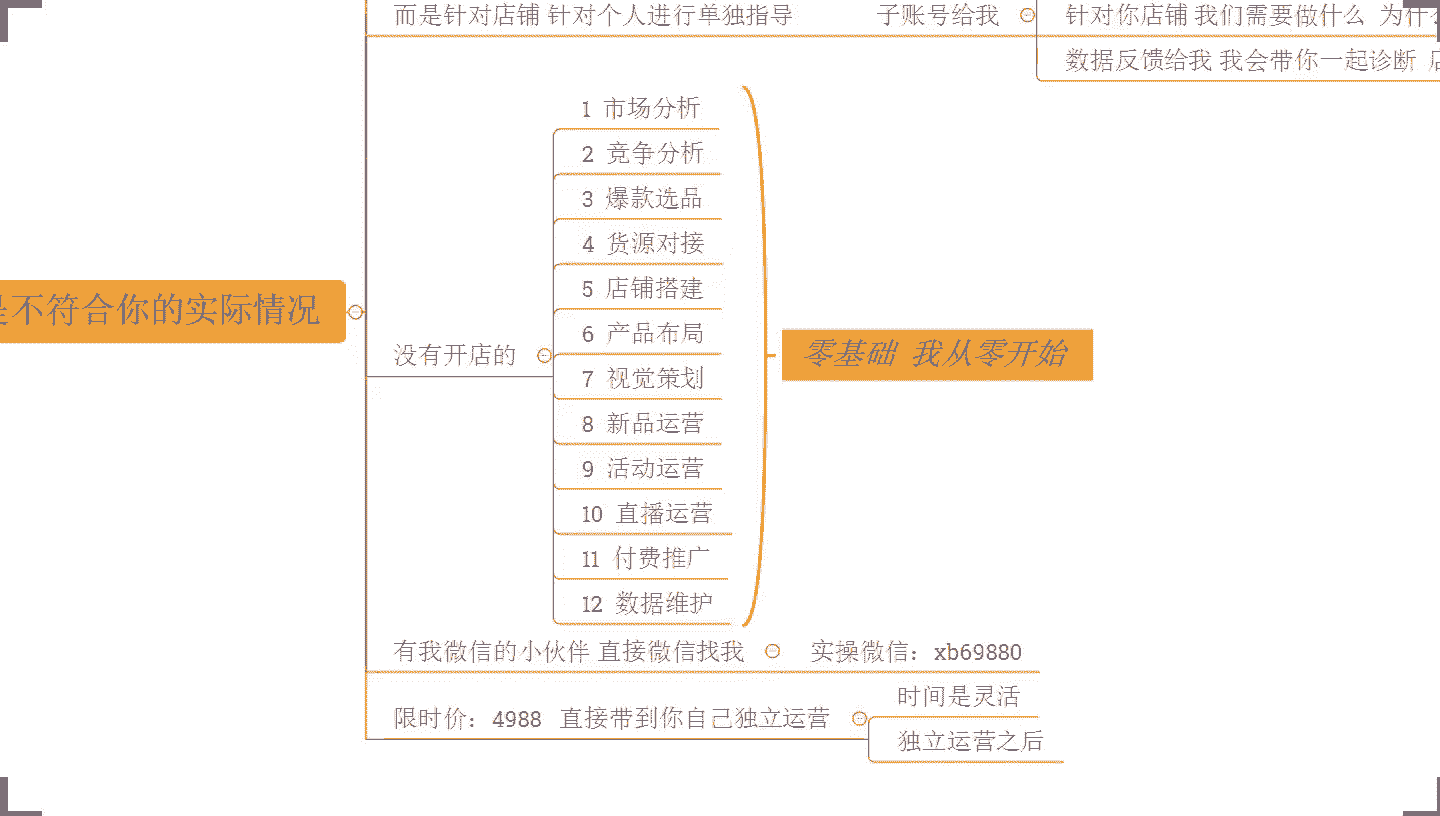 而是针对店铺 针对个人进行单独指导
子账号给我
针对你店铺 我们需要做什么 为什
数据反馈给我 我会带你一起诊断
1 市场分析
2 竞争分析
3 爆款选品
4 货源对接
5 店铺搭建
6 产品布局
7 视觉策划
8 新品运营
9 活动运营
10 直播运营
11 付费推广
12 数据维护
是不符合你的实际情况
没有开店的
零基础 我从零开始
有我微信的小伙伴 直接微信找我
实操微信：xb69880
限时价：4988 直接带到你自己独立运营
时间是灵活
独立运营之后